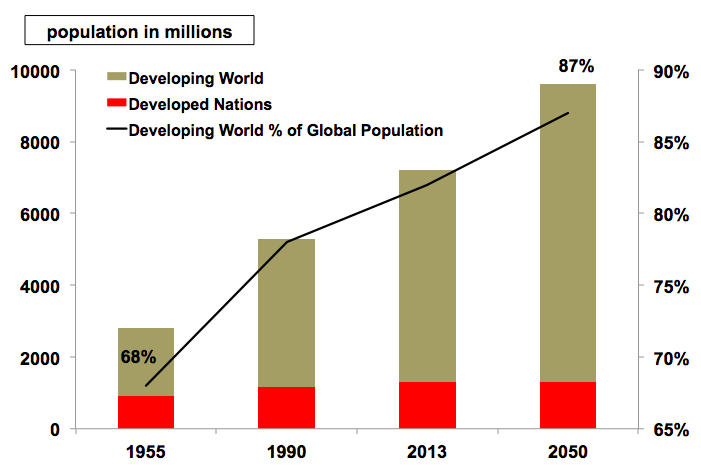 population in millions
87%
10000
Developing World
90%
Developed Nations
Developing World % of Global Population
8000
85%
6000
80%
4000
75%
68%
2000
70%
0
65%
1955 1990 2013 2050